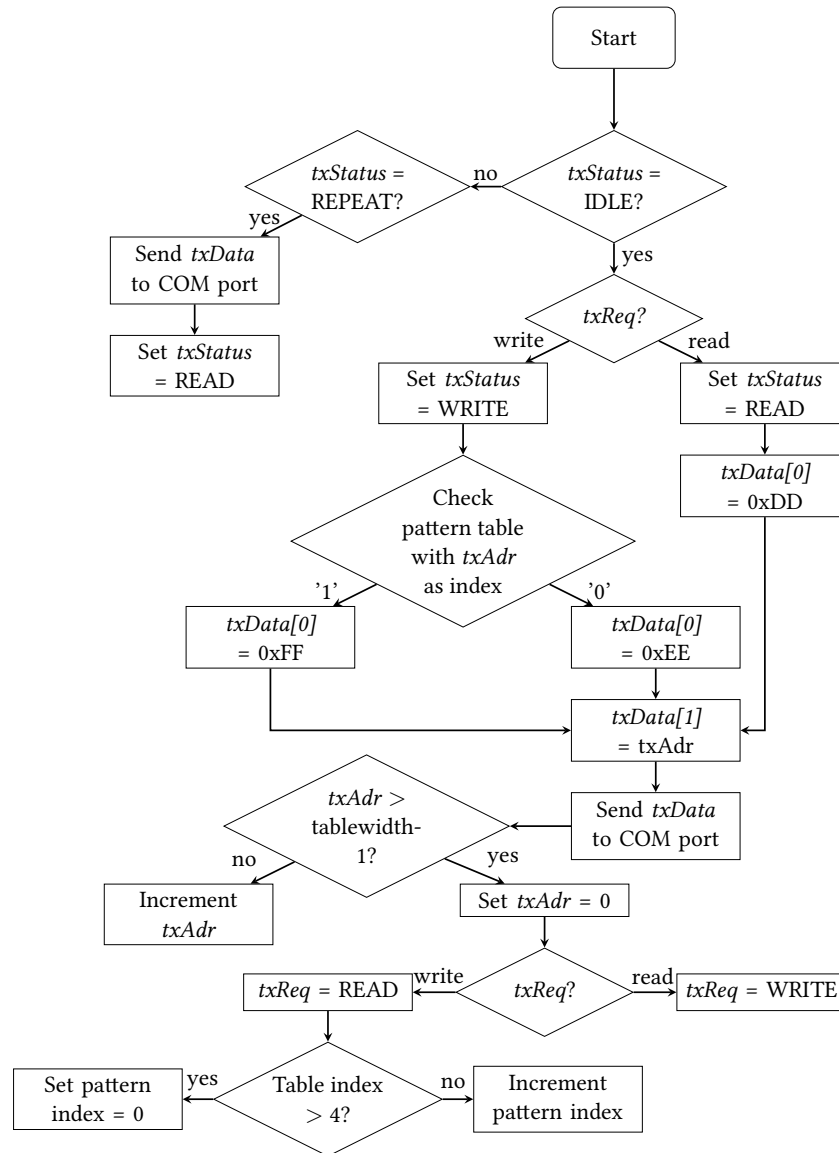 Start
txStatus =
REPEAT?
no
txStatus =
IDLE?
yes
Send txData
to COM port
yes
Set txStatus
= READ
txReq?
write
read
Set txStatus
= WRITE
Set txStatus
= READ
Check
pattern table
with txAdr
as index
txData[0]
= 0xDD
'1'
'0'
txData[0]
= 0xFF
txData[0]
= 0xEE
txData[1]
= txAdr
txAdr >
tablewidth-
1?
Send txData
to COM port
no
yes
Increment
txAdr
Set txAdr = 0
txReq = READ
write
txReq?
read
txReq = WRITE
Set pattern
index = 0
yes
Table index
> 4?
no
Increment
pattern index